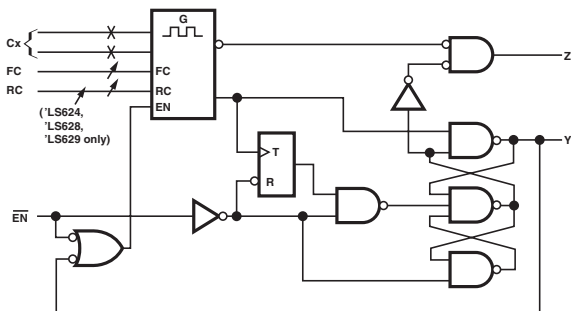 G
Cx
FC
FC
RC
RC
EN
('LS624,
'LS628,
'LS629 only)
T
R
EN
Z
Y